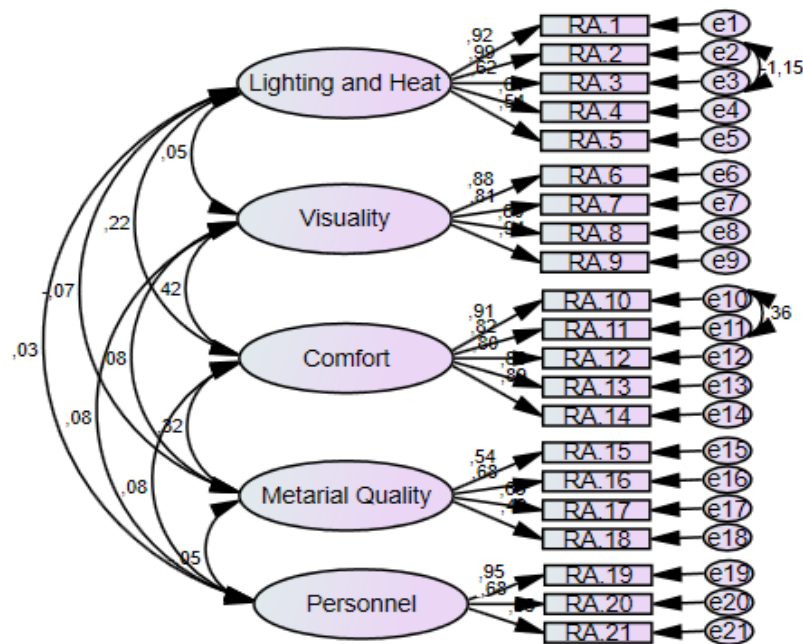 Lighting and Heat
,92
,99
,62
,54
RA.1
RA.2
RA.3
RA.4
RA.5
e1
e2
e3
e4
e5
-1,15
,05
Visuality
,88
,81
RA.6
RA.7
RA.8
RA.9
e6
e7
e8
e9
,22
-,07
42
Comfort
,91
,82
,80
,89
RA.10
RA.11
RA.12
RA.13
RA.14
e10
e11
e12
e13
e14
,36
,03
08
,08
,32
Metarial Quality
,54
,68
RA.15
RA.16
RA.17
RA.18
e15
e16
e17
e18
,08
,05
Personnel
,95
,68
RA.19
RA.20
RA.21
e19
e20
e21